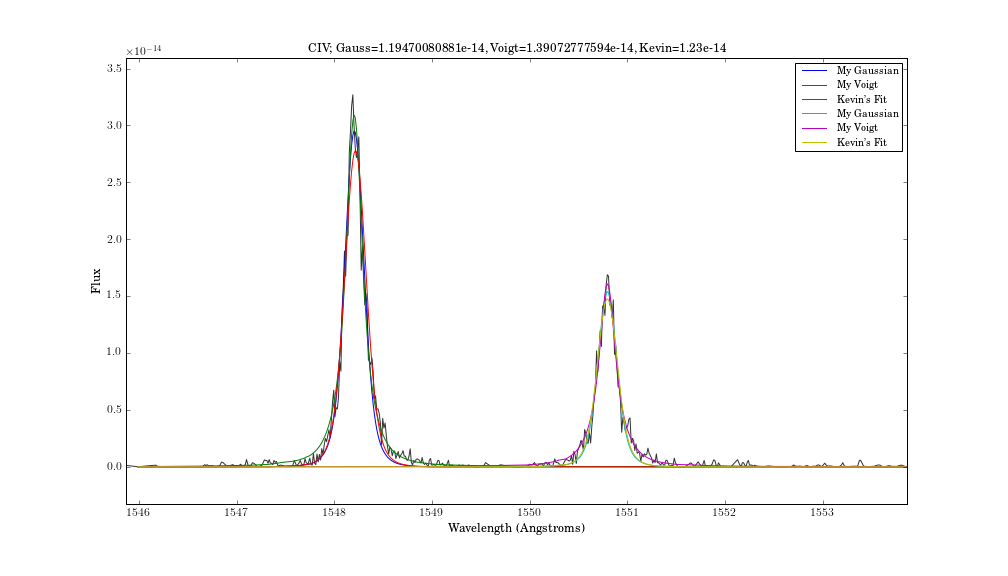 CIV; Gauss=1.19470080881e-14, Voigt=1.39072777594e-14, Kevin=1.23e-14
×10−14
3.5
3.0
2.5
2.0
1.5
1.0
0.5
0.0
Flux
My Gaussian
My Voigt
Kevin's Fit
My Gaussian
My Voigt
Kevin's Fit
1546 1547 1548 1549 1550 1551 1552 1553
Wavelength (Angstroms)